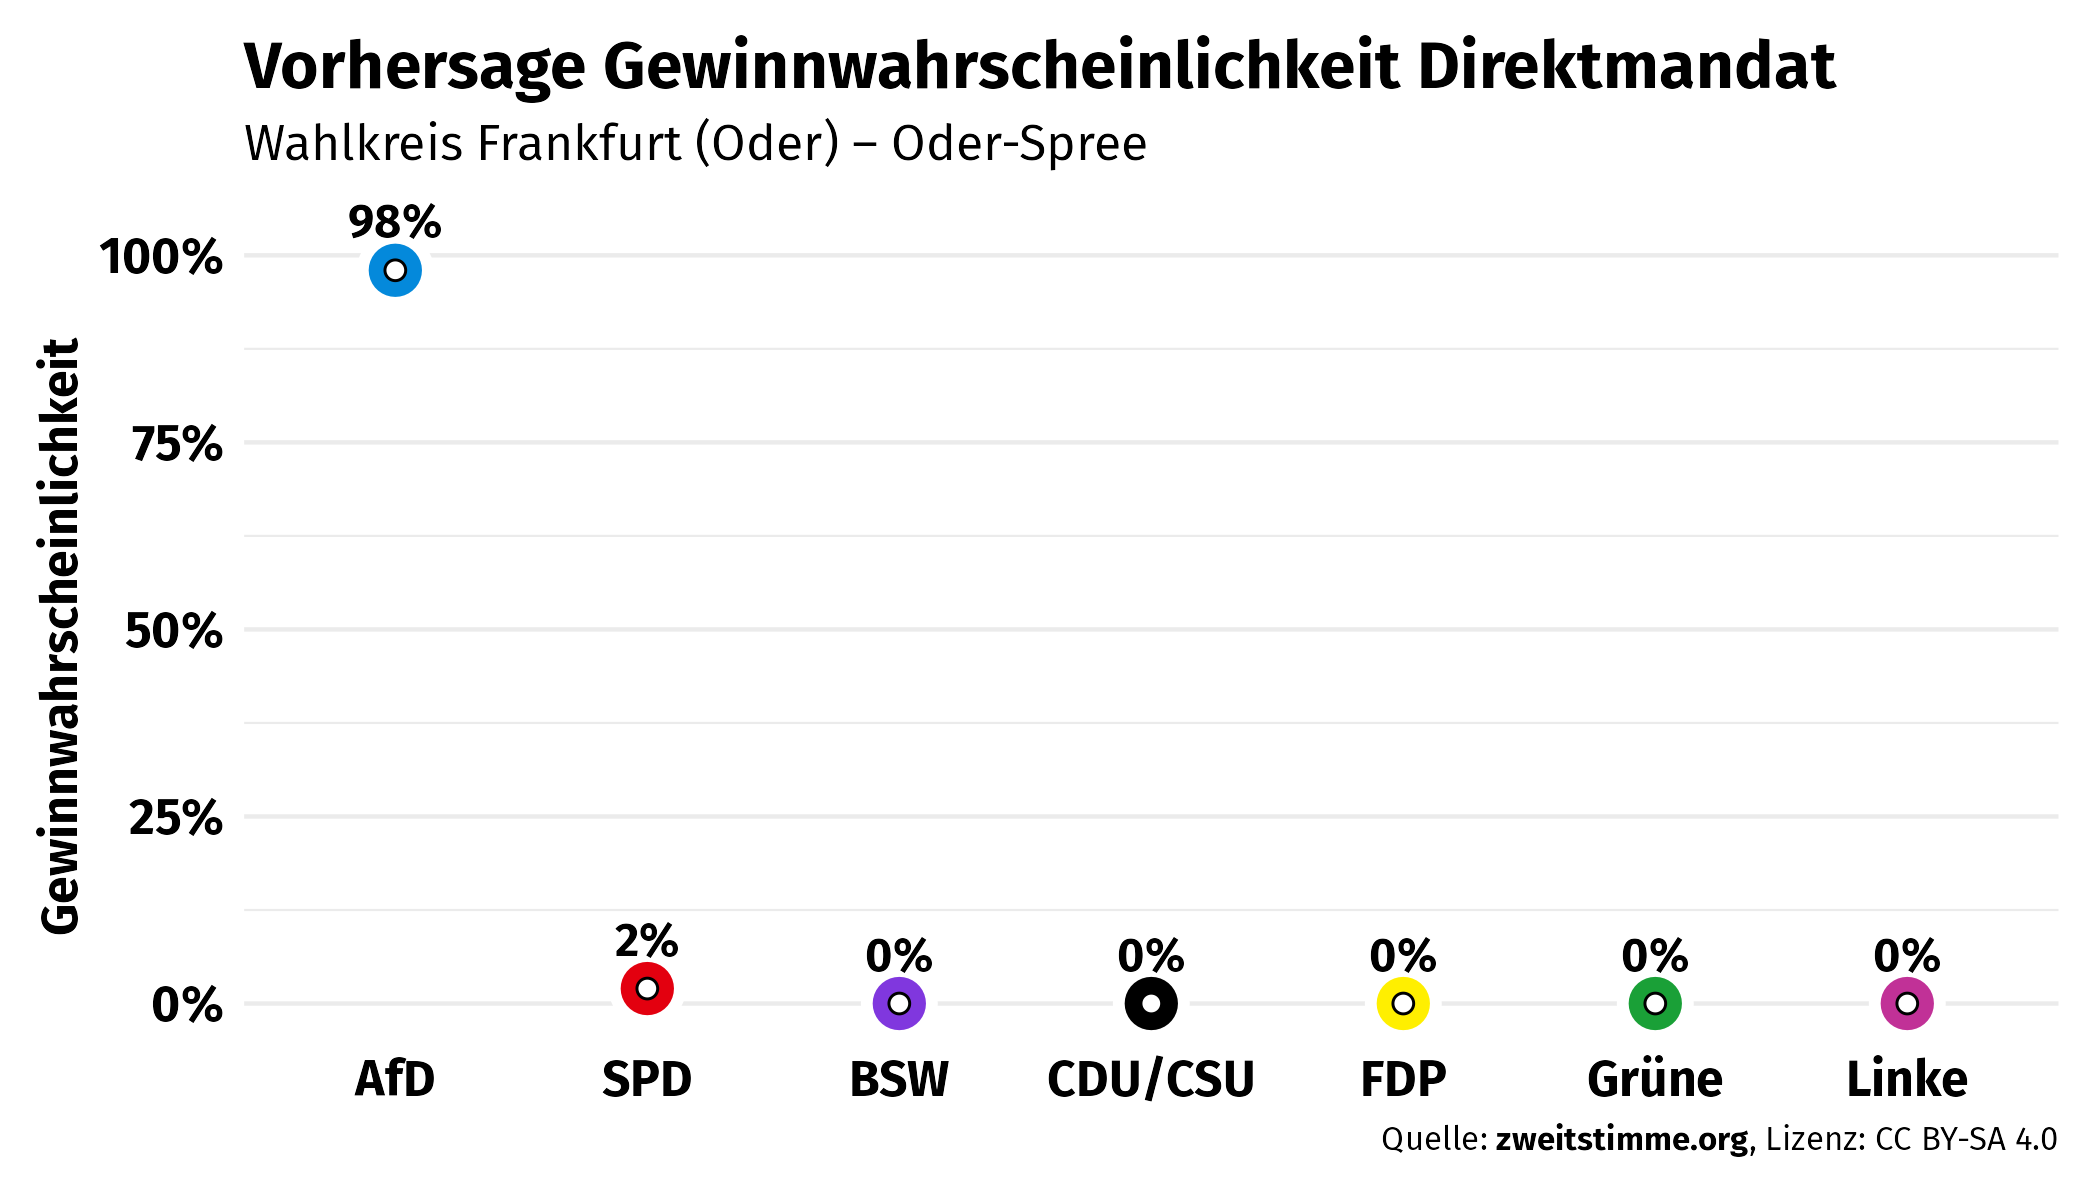 Vorhersage Gewinnwahrscheinlichkeit Direktmandat
Wahlkreis Frankfurt (Oder) – Oder-Spree
Gewinnwahrscheinlichkeit
100%
75%
50%
25%
0%
98%
2%
0%
0%
0%
0%
0%
AfD
SPD
BSW
CDU/CSU
FDP
Grüne
Linke
Quelle: zweitstimme.org, Lizenz: CC BY-SA 4.0